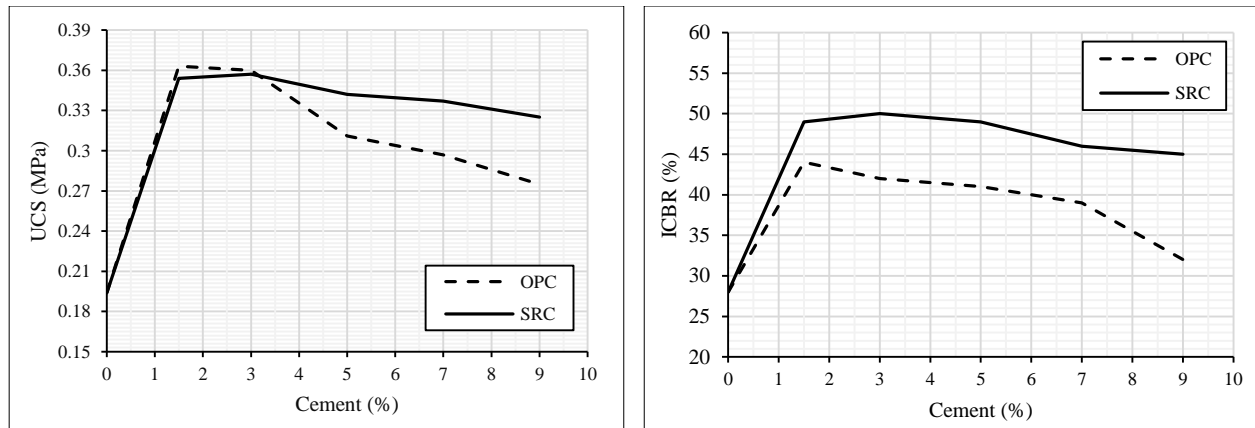 0.39
0.36
0.33
0.3
0.27
0.24
0.21
0.18
0.15
UCS (MPa)
OPC
SRC
0 1 2 3 4 5 6 7 8 9 10
Cement (%)
60
55
50
45
40
35
30
25
20
ICBR (%)
OPC
SRC
0 1 2 3 4 5 6 7 8 9 10
Cement (%)